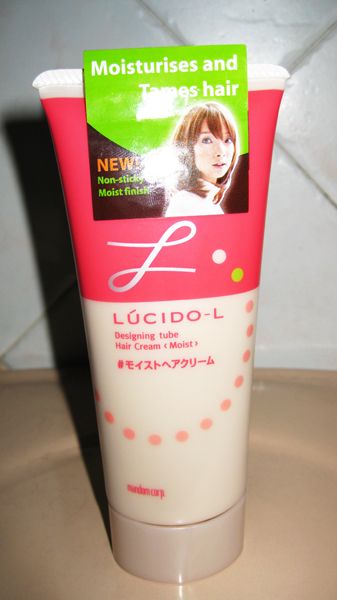 Moisturises and
Tames hair
NEW!
Non-sticky
Moist finish
L
LÚCIDO-L
Designing tube
Hair Cream < Moist >
#モイストヘアクリーム
mandom corp.